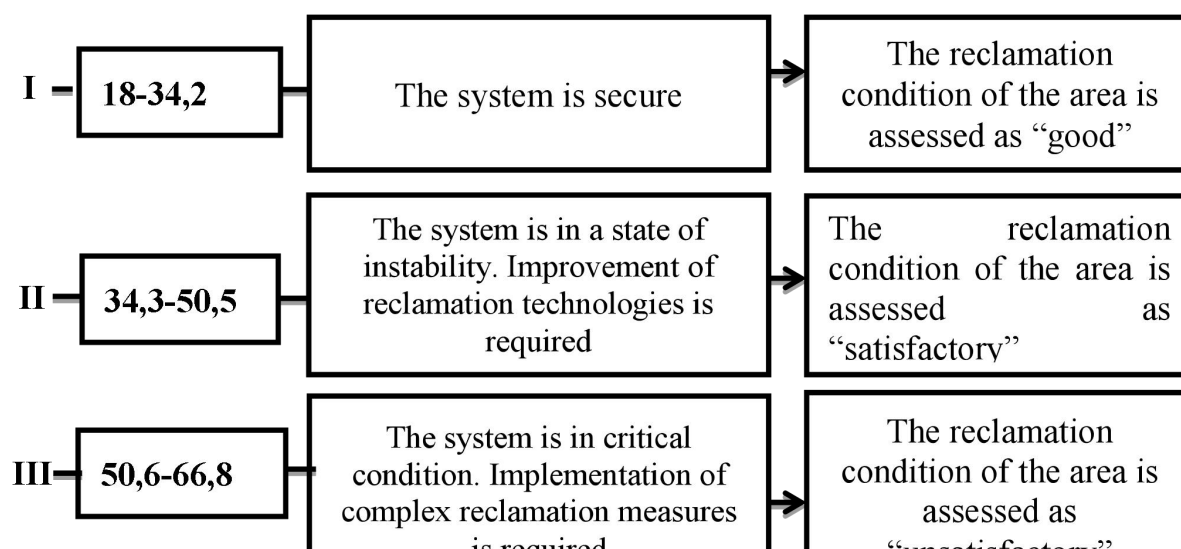 I
18-34,2
The system is secure
The reclamation
condition of the area is
assessed as “good”
II
34,3-50,5
The system is in a state of
instability. Improvement of
reclamation technologies is
required
The reclamation
condition of the area is
assessed as
“satisfactory”
III
50,6-66,8
The system is in critical
condition. Implementation of
complex reclamation measures
is required
The reclamation
condition of the area is
assessed as
“unsatisfactory”